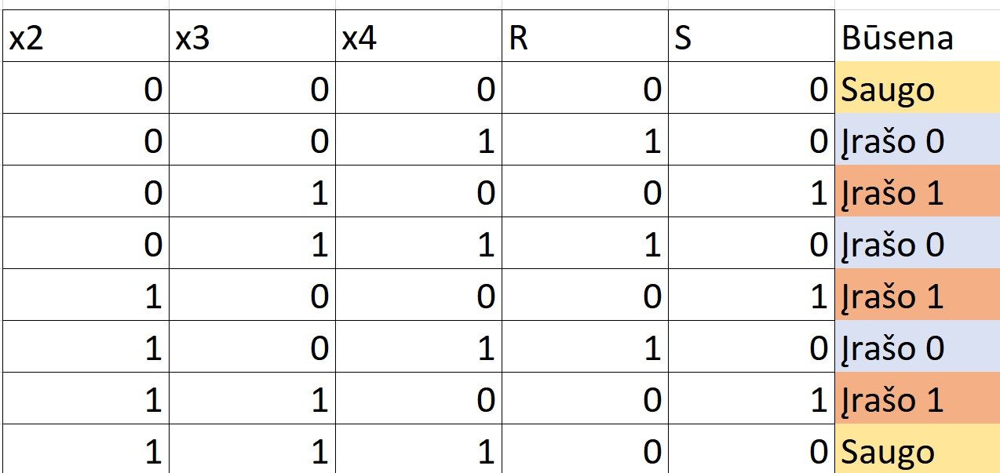 x2 x3 x4 R S Būsena
0 0 0 0 0 Saugo
0 0 1 1 0 Įrašo 0
0 1 0 0 1 Įrašo 1
0 1 1 1 0 Įrašo 0
1 0 0 0 1 Įrašo 1
1 0 1 1 0 Įrašo 0
1 1 0 0 1 Įrašo 1
1 1 1 0 0 Saugo